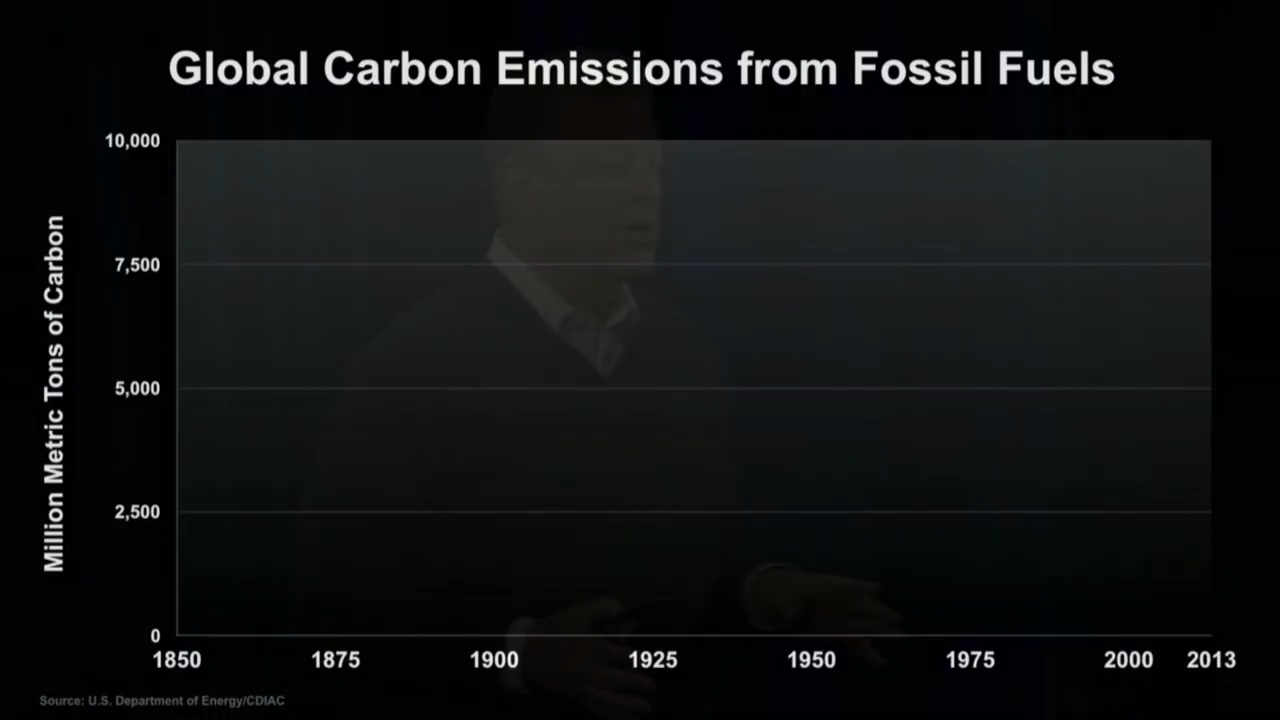 Global Carbon Emissions from Fossil Fuels
Million Metric Tons of Carbon
10,000
7,500
5,000
2,500
0
1850 1875 1900 1925 1950 1975 2000 2013
Source: U.S. Department of Energy/CDIAC